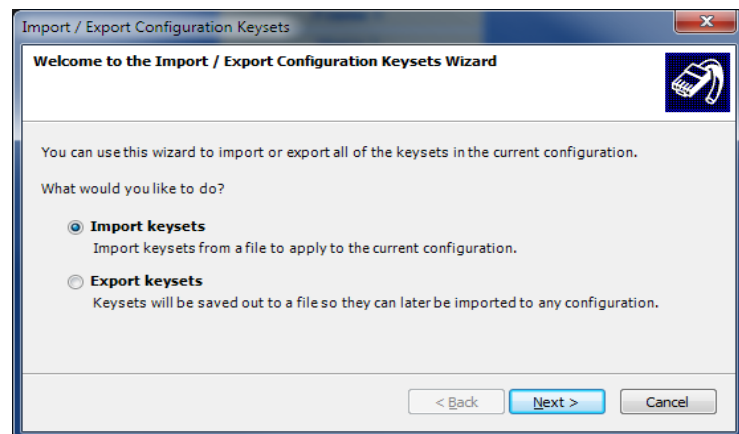 Import / Export Configuration Keysets
Welcome to the Import / Export Configuration Keysets Wizard
You can use this wizard to import or export all of the keysets in the current configuration.
What would you like to do?
Import keysets
Import keysets from a file to apply to the current configuration.
Export keysets
Keysets will be saved out to a file so they can later be imported to any configuration.
< Back Next > Cancel